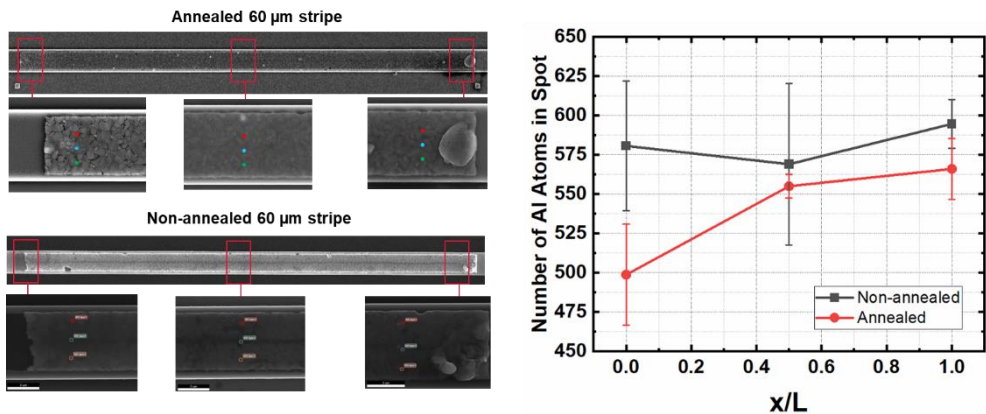 Annealed 60 µm stripe
Non-annealed 60 µm stripe
Number of Al Atoms in Spot
650
625
600
575
550
525
500
475
450
Non-annealed
Annealed
0.0
0.2
0.4
0.6
0.8
1.0
x/L